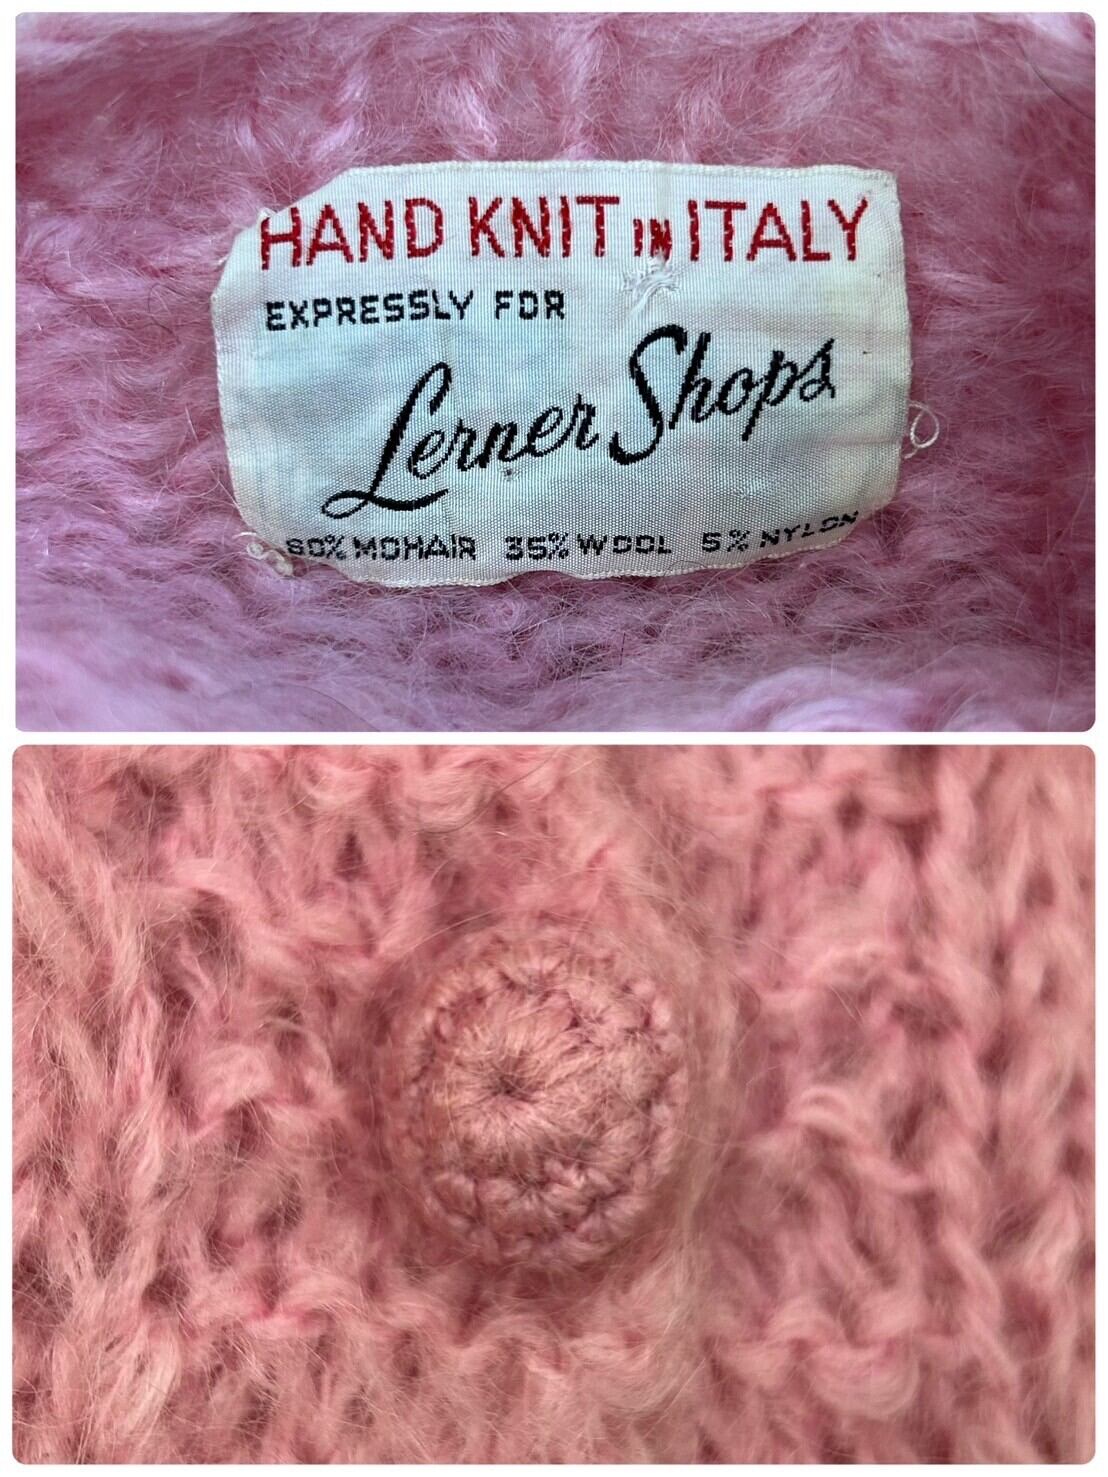 HAND KNIT IN ITALY
EXPRESSLY FOR
Lerner Shops
60% MOHAIR 35% WOOL 5% NYLON